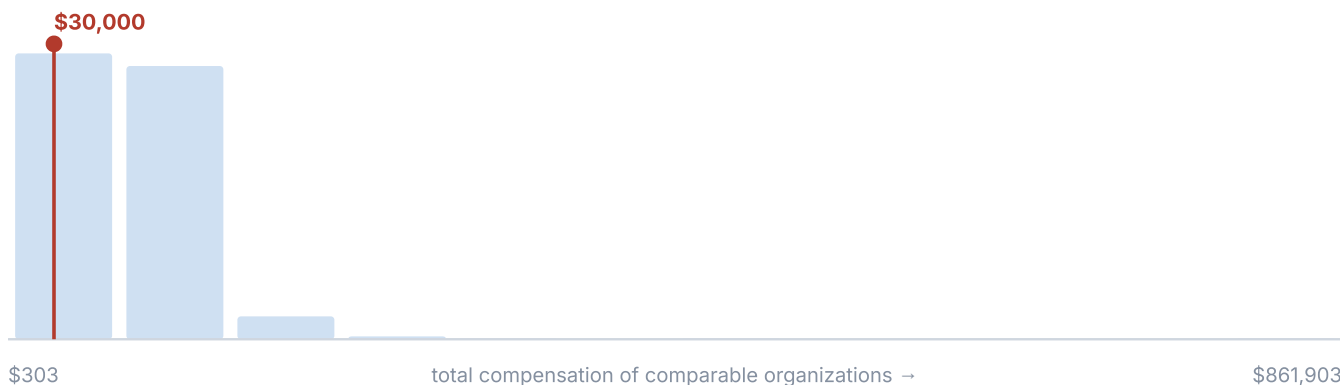 $30,000
$303
total compensation of comparable organizations →
$861,903